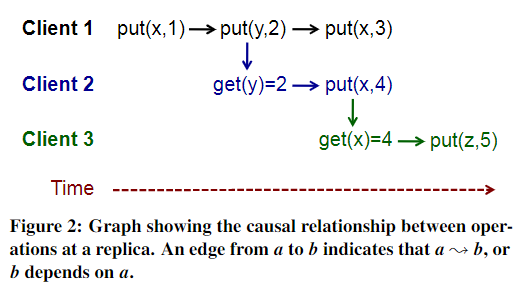 Client 1 put(x,1) → put(y,2) → put(x,3)
Client 2 get(y)=2 → put(x,4)
Client 3 get(x)=4 → put(z,5)
Time
Figure 2: Graph showing the causal relationship between oper-
ations at a replica. An edge from a to b indicates that a ⇝ b, or
b depends on a.